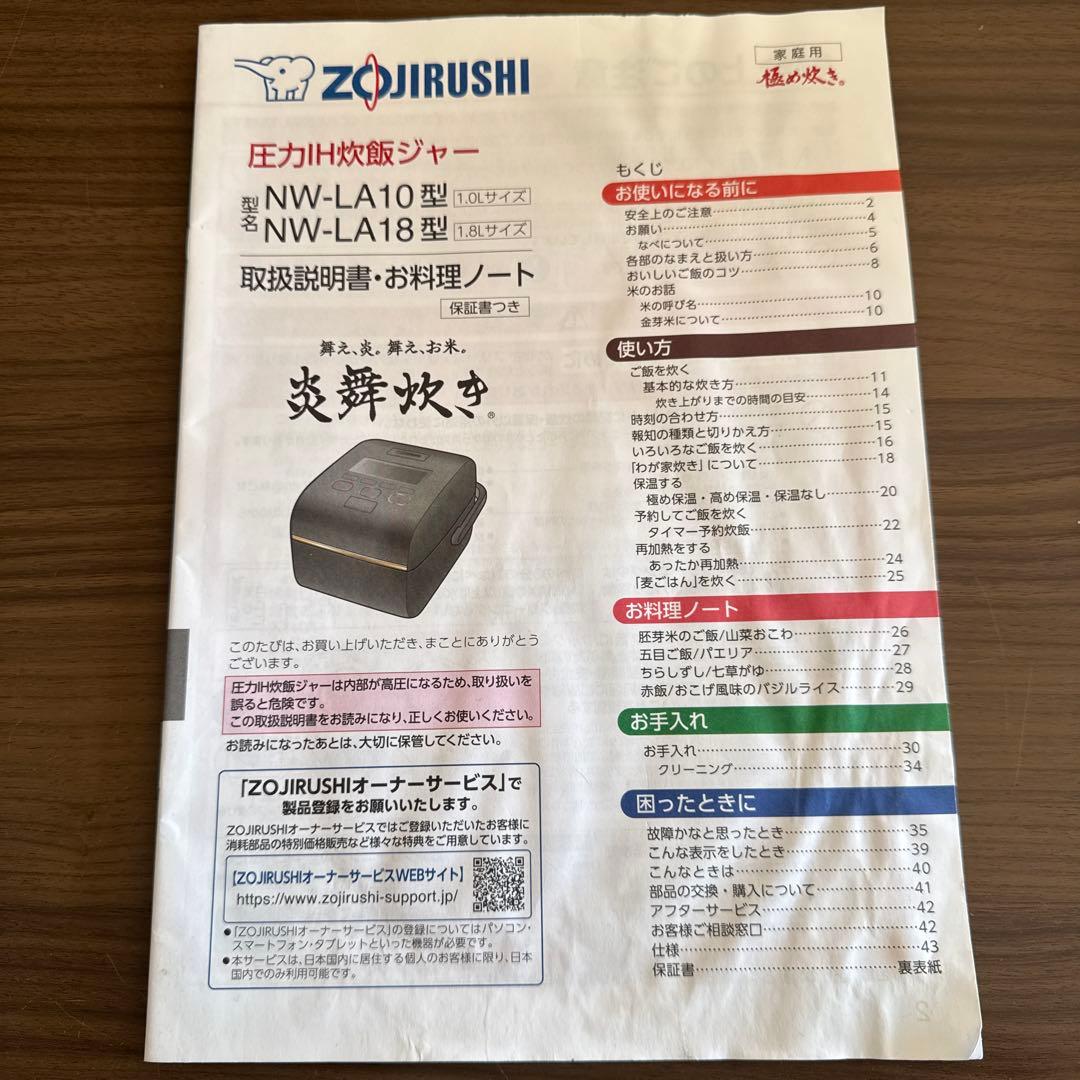 ZOJIRUSHI
家庭用
極め炊き®
圧力IH炊飯ジャー
型名 NW-LA10型 1.0Lサイズ
NW-LA18型 1.8Lサイズ
取扱説明書・お料理ノート
保証書つき
舞え、炎。舞え、お米。
炎舞炊き®
このたびは、お買い上げいただき、まことにありがとう
ございます。
圧力IH炊飯ジャーは内部が高圧になるため、取り扱いを
誤ると危険です。
この取扱説明書をお読みになり、正しくお使いください。
お読みになったあとは、大切に保管してください。
「ZOJIRUSHIオーナーサービス」で
製品登録をお願いいたします。
ZOJIRUSHIオーナーサービスではご登録いただいたお客様に
消耗部品の特別価格販売など様々な特典をご用意しています。
【ZOJIRUSHIオーナーサービスWEBサイト】
https://www.zojirushi-support.jp/
●「ZOJIRUSHIオーナーサービス」の登録についてはパソコン・
スマートフォン・タブレットといった機器が必要です。
●本サービスは、日本国内に居住する個人のお客様に限り、日本
国内でのみ利用可能です。
もくじ
お使いになる前に
安全上のご注意…2
お願い…4
なべについて…5
各部のなまえと扱い方…6
おいしいご飯のコツ…8
米のお話
米の呼び名…10
金芽米について…10
使い方
ご飯を炊く
基本的な炊き方…11
炊き上がりまでの時間の目安…14
時刻の合わせ方…15
報知の種類と切りかえ方…15
いろいろなご飯を炊く…16
「わが家炊き」について…18
保温する
極め保温・高め保温・保温なし…20
予約してご飯を炊く
タイマー予約炊飯…22
再加熱をする
あったか再加熱…24
「麦ごはん」を炊く…25
お料理ノート
胚芽米のご飯/山菜おこわ…26
五目ご飯/パエリア…27
ちらしずし/七草がゆ…28
赤飯/おこげ風味のバジルライス…29
お手入れ
お手入れ…30
クリーニング…34
困ったときに
故障かなと思ったとき…35
こんな表示をしたとき…39
こんなときは…40
部品の交換・購入について…41
アフターサービス…42
お客様ご相談窓口…42
仕様…43
保証書…裏表紙